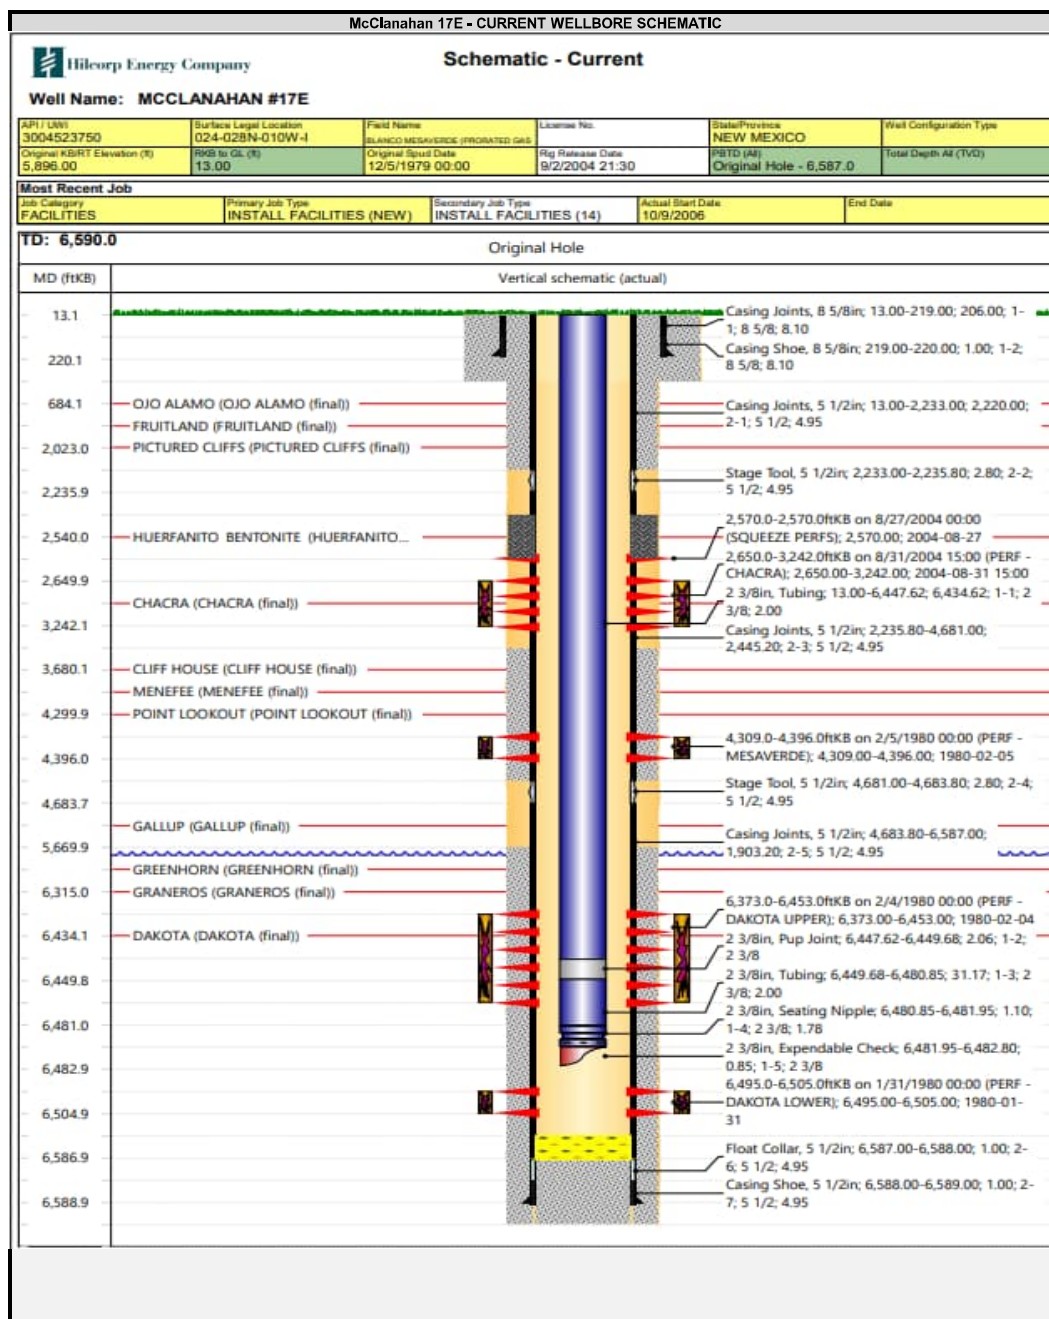 McClanahan 17E - CURRENT WELLBORE SCHEMATIC
Hilcorp Energy Company
Schematic - Current
Well Name: MCCLANAHAN #17E
API / UWI
3004523750
Surface Legal Location
024-028N-010W-I
Field Name
BLANCO MESAVERDE (PRORATED GAS
License No.
State/Province
NEW MEXICO
Well Configuration Type
Original KB/RT Elevation (ft)
5,896.00
RKB to GL (ft)
13.00
Original Spud Date
12/5/1979 00:00
Rig Release Date
9/2/2004 21:30
PBTD (All)
Original Hole - 6,587.0
Total Depth All (TVD)
Most Recent Job
Job Category
FACILITIES
Primary Job Type
INSTALL FACILITIES (NEW)
Secondary Job Type
INSTALL FACILITIES (14)
Actual Start Date
10/9/2006
End Date
TD: 6,590.0
Original Hole
MD (ftKB)
Vertical schematic (actual)
13.1
220.1
684.1
2,023.0
2,235.9
2,540.0
2,649.9
3,242.1
3,680.1
4,299.9
4,396.0
4,683.7
5,669.9
6,315.0
6,434.1
6,449.8
6,481.0
6,482.9
6,504.9
6,586.9
6,588.9
OJO ALAMO (OJO ALAMO (final))
FRUITLAND (FRUITLAND (final))
PICTURED CLIFFS (PICTURED CLIFFS (final))
HUERFANITO BENTONITE (HUERFANITO...
CHACRA (CHACRA (final))
CLIFF HOUSE (CLIFF HOUSE (final))
MENEFEE (MENEFEE (final))
POINT LOOKOUT (POINT LOOKOUT (final))
GALLUP (GALLUP (final))
GREENHORN (GREENHORN (final))
GRANEROS (GRANEROS (final))
DAKOTA (DAKOTA (final))
Casing Joints, 8 5/8in; 13.00-219.00; 206.00; 1-
1; 8 5/8; 8.10
Casing Shoe, 8 5/8in; 219.00-220.00; 1.00; 1-2;
8 5/8; 8.10
Casing Joints, 5 1/2in; 13.00-2,233.00; 2,220.00;
2-1; 5 1/2; 4.95
Stage Tool, 5 1/2in; 2,233.00-2,235.80; 2.80; 2-2;
5 1/2; 4.95
2,570.0-2,570.0ftKB on 8/27/2004 00:00
(SQUEEZE PERFS); 2,570.00; 2004-08-27
2,650.0-3,242.0ftKB on 8/31/2004 15:00 (PERF -
CHACRA); 2,650.00-3,242.00; 2004-08-31 15:00
2 3/8in, Tubing; 13.00-6,447.62; 6,434.62; 1-1; 2
3/8; 2.00
Casing Joints, 5 1/2in; 2,235.80-4,681.00;
2,445.20; 2-3; 5 1/2; 4.95
4,309.0-4,396.0ftKB on 2/5/1980 00:00 (PERF -
MESAVERDE); 4,309.00-4,396.00; 1980-02-05
Stage Tool, 5 1/2in; 4,681.00-4,683.80; 2.80; 2-4;
5 1/2; 4.95
Casing Joints, 5 1/2in; 4,683.80-6,587.00;
1,903.20; 2-5; 5 1/2; 4.95
6,373.0-6,453.0ftKB on 2/4/1980 00:00 (PERF -
DAKOTA UPPER); 6,373.00-6,453.00; 1980-02-04
2 3/8in, Pup Joint; 6,447.62-6,449.68; 2.06; 1-2;
2 3/8
2 3/8in, Tubing; 6,449.68-6,480.85; 31.17; 1-3; 2
3/8; 2.00
2 3/8in, Seating Nipple; 6,480.85-6,481.95; 1.10;
1-4; 2 3/8; 1.78
2 3/8in, Expendable Check; 6,481.95-6,482.80;
0.85; 1-5; 2 3/8
6,495.0-6,505.0ftKB on 1/31/1980 00:00 (PERF -
DAKOTA LOWER); 6,495.00-6,505.00; 1980-01-
31
Float Collar, 5 1/2in; 6,587.00-6,588.00; 1.00; 2-
6; 5 1/2; 4.95
Casing Shoe, 5 1/2in; 6,588.00-6,589.00; 1.00; 2-
7; 5 1/2; 4.95